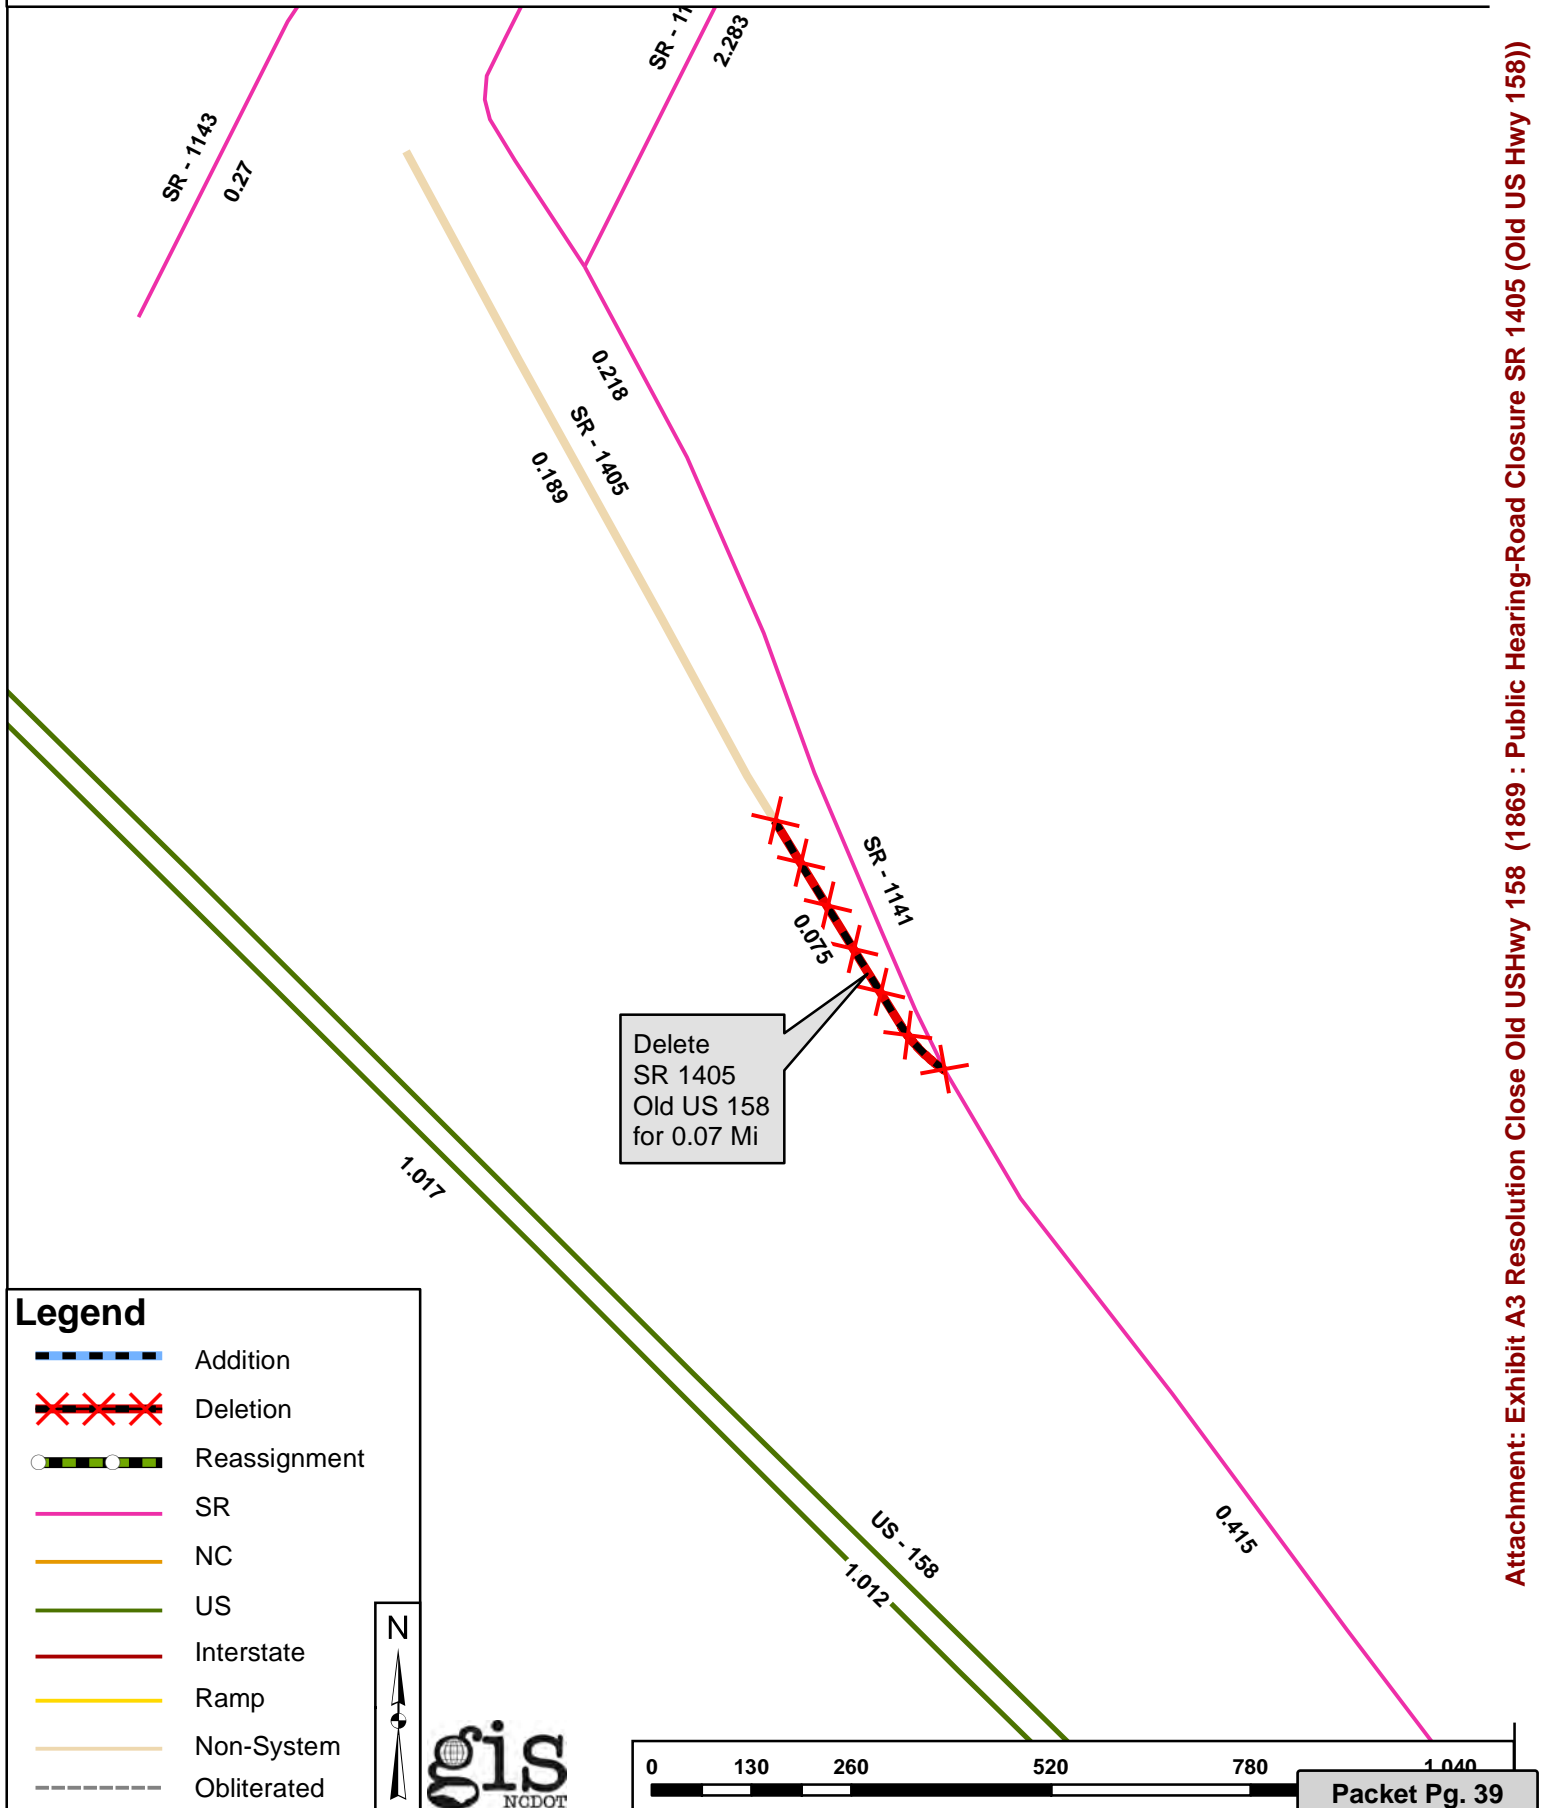 SR - 1143
0.27
SR - 11
2.283
0.218
SR - 1405
0.189
SR - 1141
0.075
Delete
SR 1405
Old US 158
for 0.07 Mi
1.017
US - 158
1.012
0.415
Legend
Addition
Deletion
Reassignment
SR
NC
US
Interstate
Ramp
Non-System
Obliterated
N
gis
NCDOT
0 130 260 520 780 1,040
Packet Pg. 39
Attachment: Exhibit A3 Resolution Close Old USHwy 158 (1869 : Public Hearing-Road Closure SR 1405 (Old US Hwy 158))